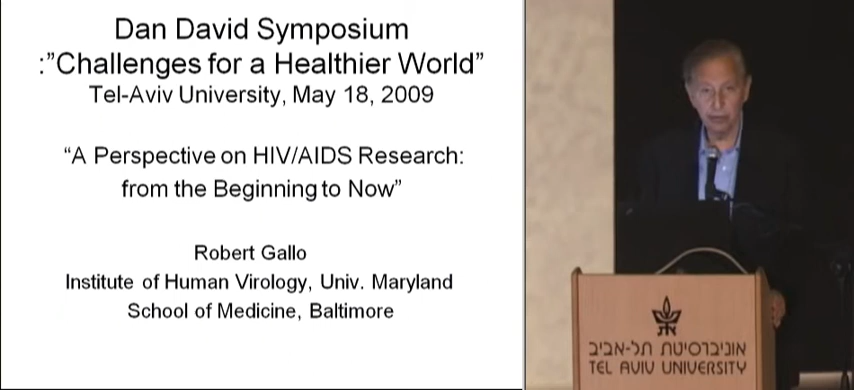 Dan David Symposium
:”Challenges for a Healthier World”
Tel-Aviv University, May 18, 2009
“A Perspective on HIV/AIDS Research:
from the Beginning to Now”
Robert Gallo
Institute of Human Virology, Univ. Maryland
School of Medicine, Baltimore
אוניברסיטת תל-אביב
TEL AVIV UNIVERSITY